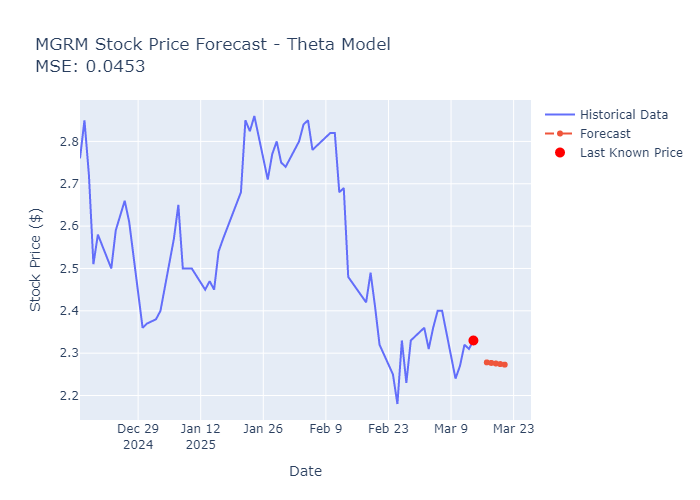 MGRM Stock Price Forecast - Theta Model
MSE: 0.0453
Historical Data
Forecast
Last Known Price
Stock Price ($)
2.8
2.7
2.6
2.5
2.4
2.3
2.2
Dec 29
2024
Jan 12
2025
Jan 26
Feb 9
Feb 23
Mar 9
Mar 23
Date